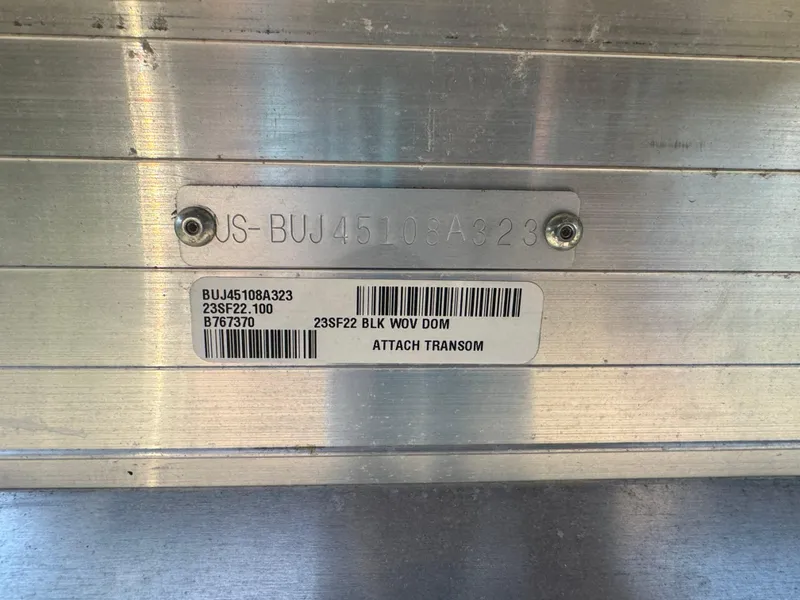 US-BUJ45108A323
BUJ45108A323
23SF22.100
B767370
23SF22 BLK WOV DOM
ATTACH TRANSOM